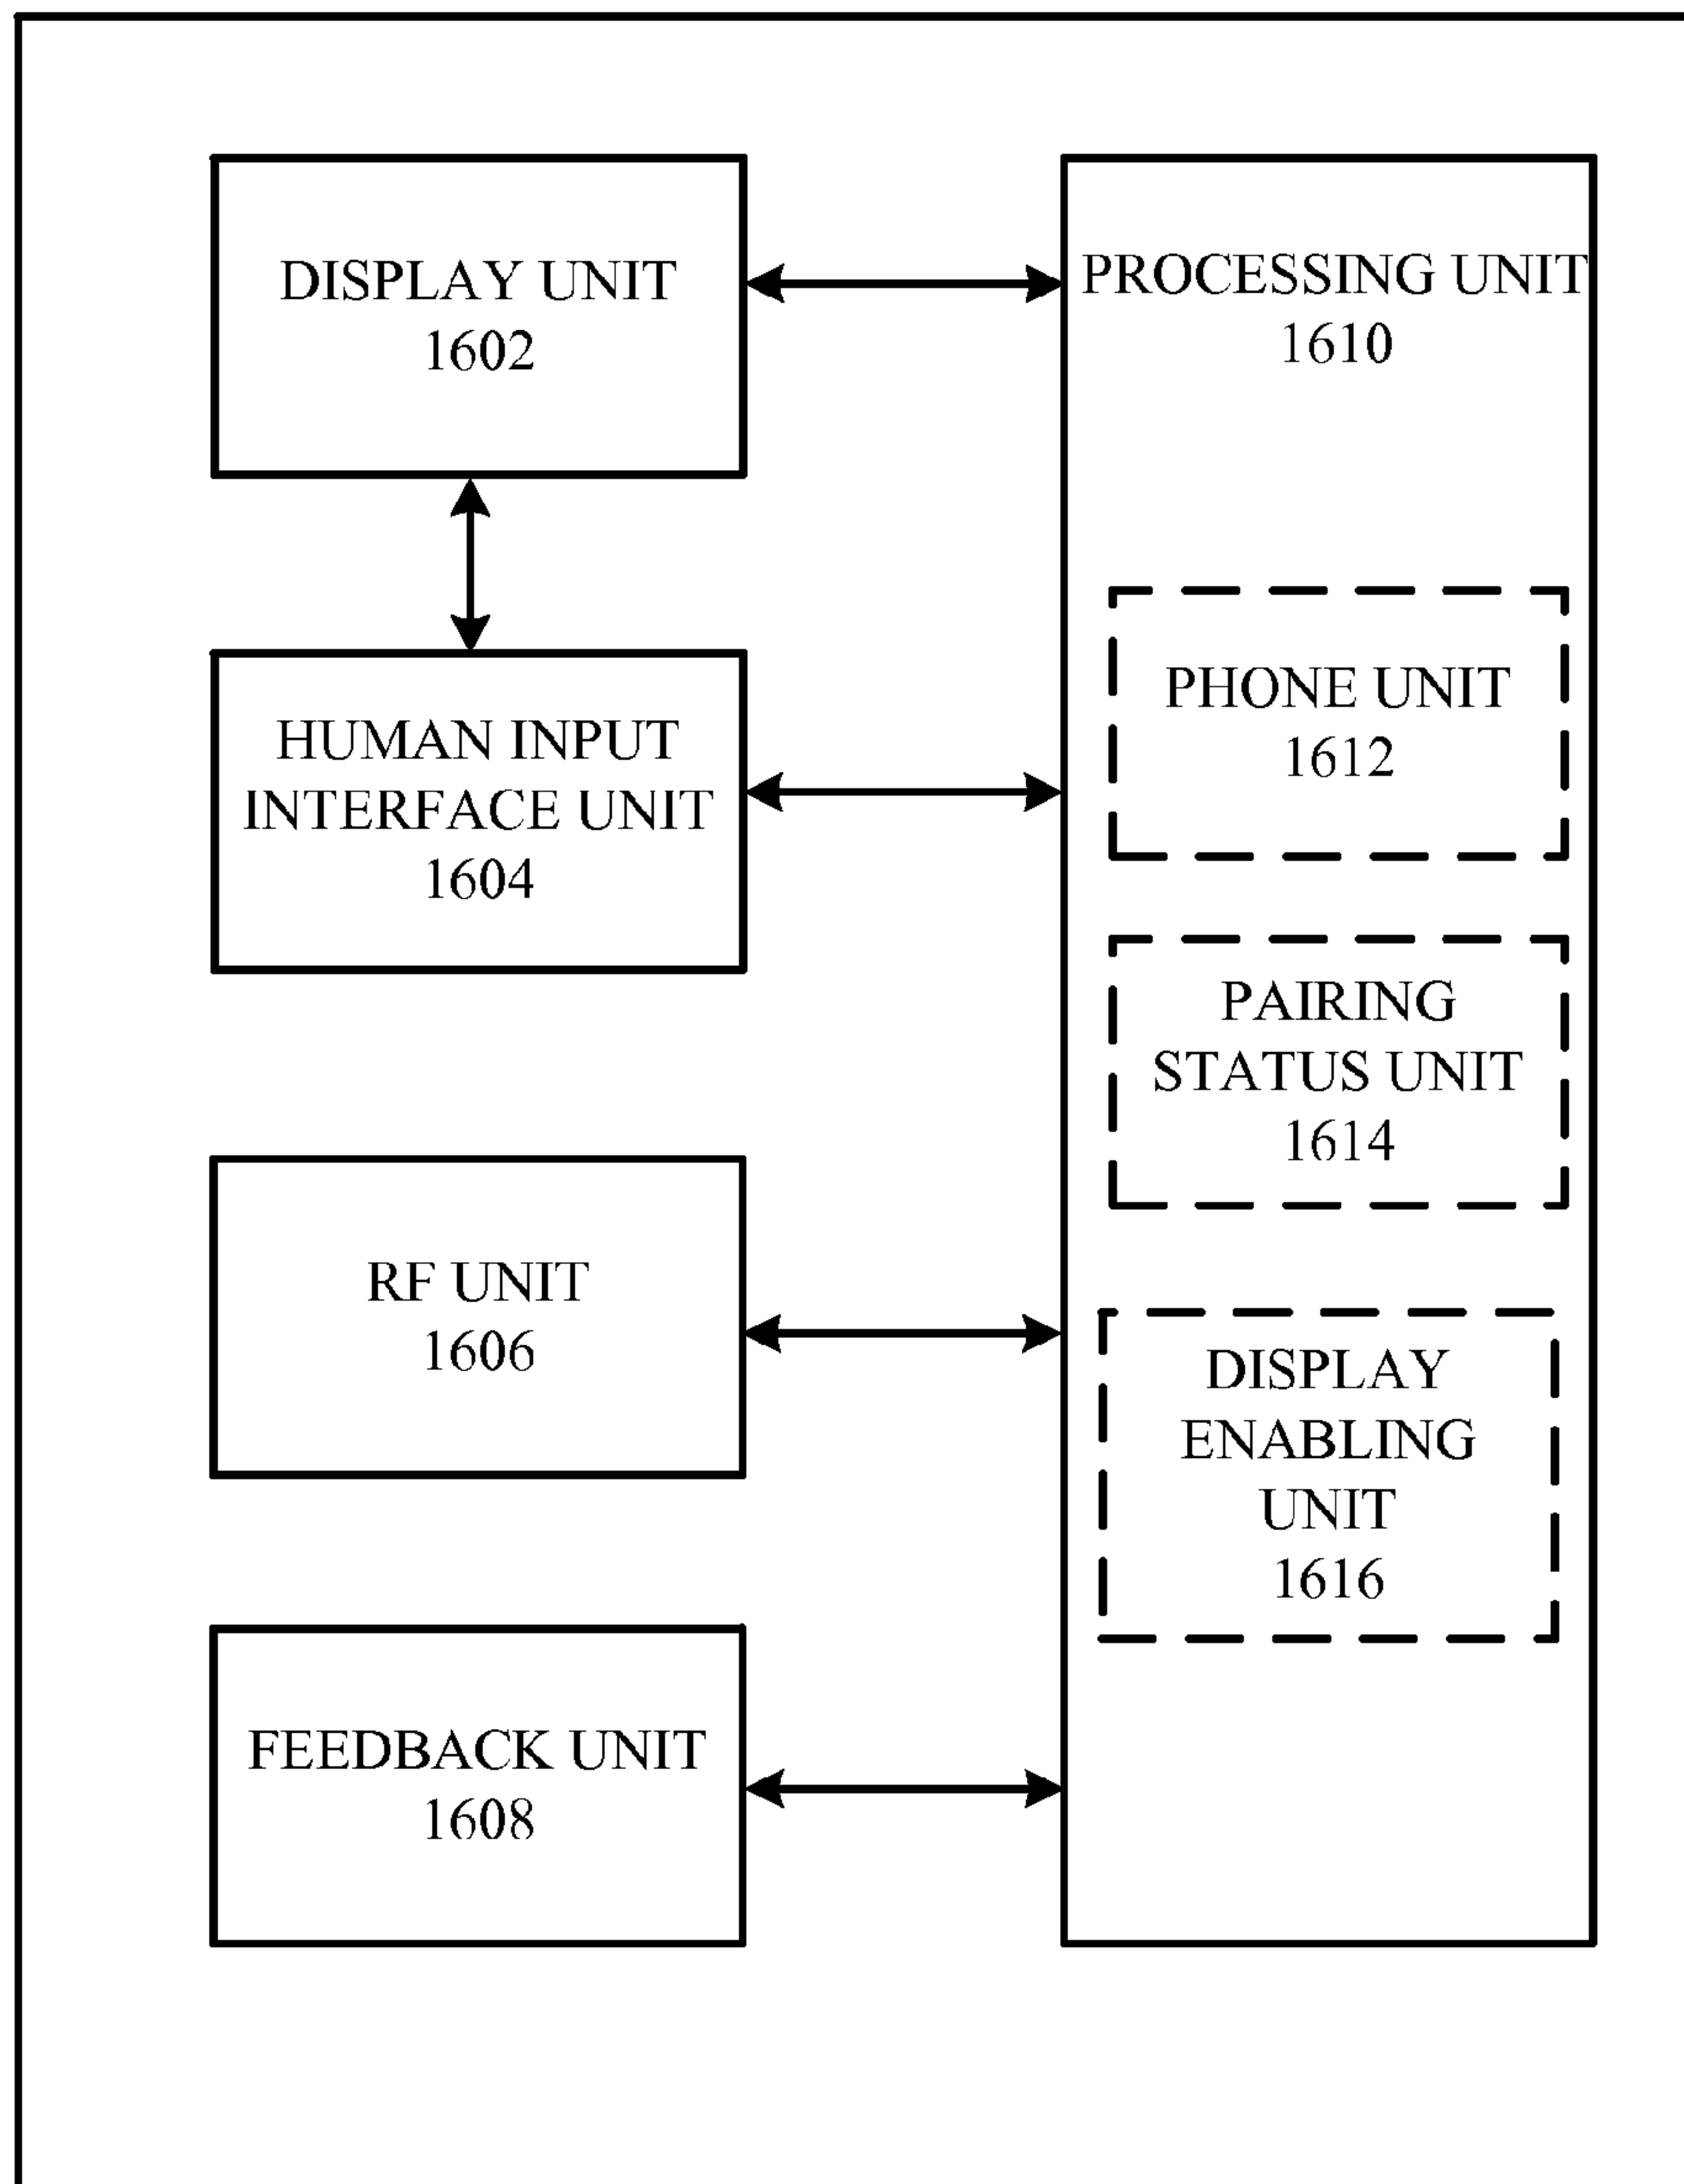 DISPLAY UNIT
1602
PROCESSING UNIT
1610
HUMAN INPUT
INTERFACE UNIT
1604
PHONE UNIT
1612
PAIRING
STATUS UNIT
1614
RF UNIT
1606
DISPLAY
ENABLING
UNIT
1616
FEEDBACK UNIT
1608